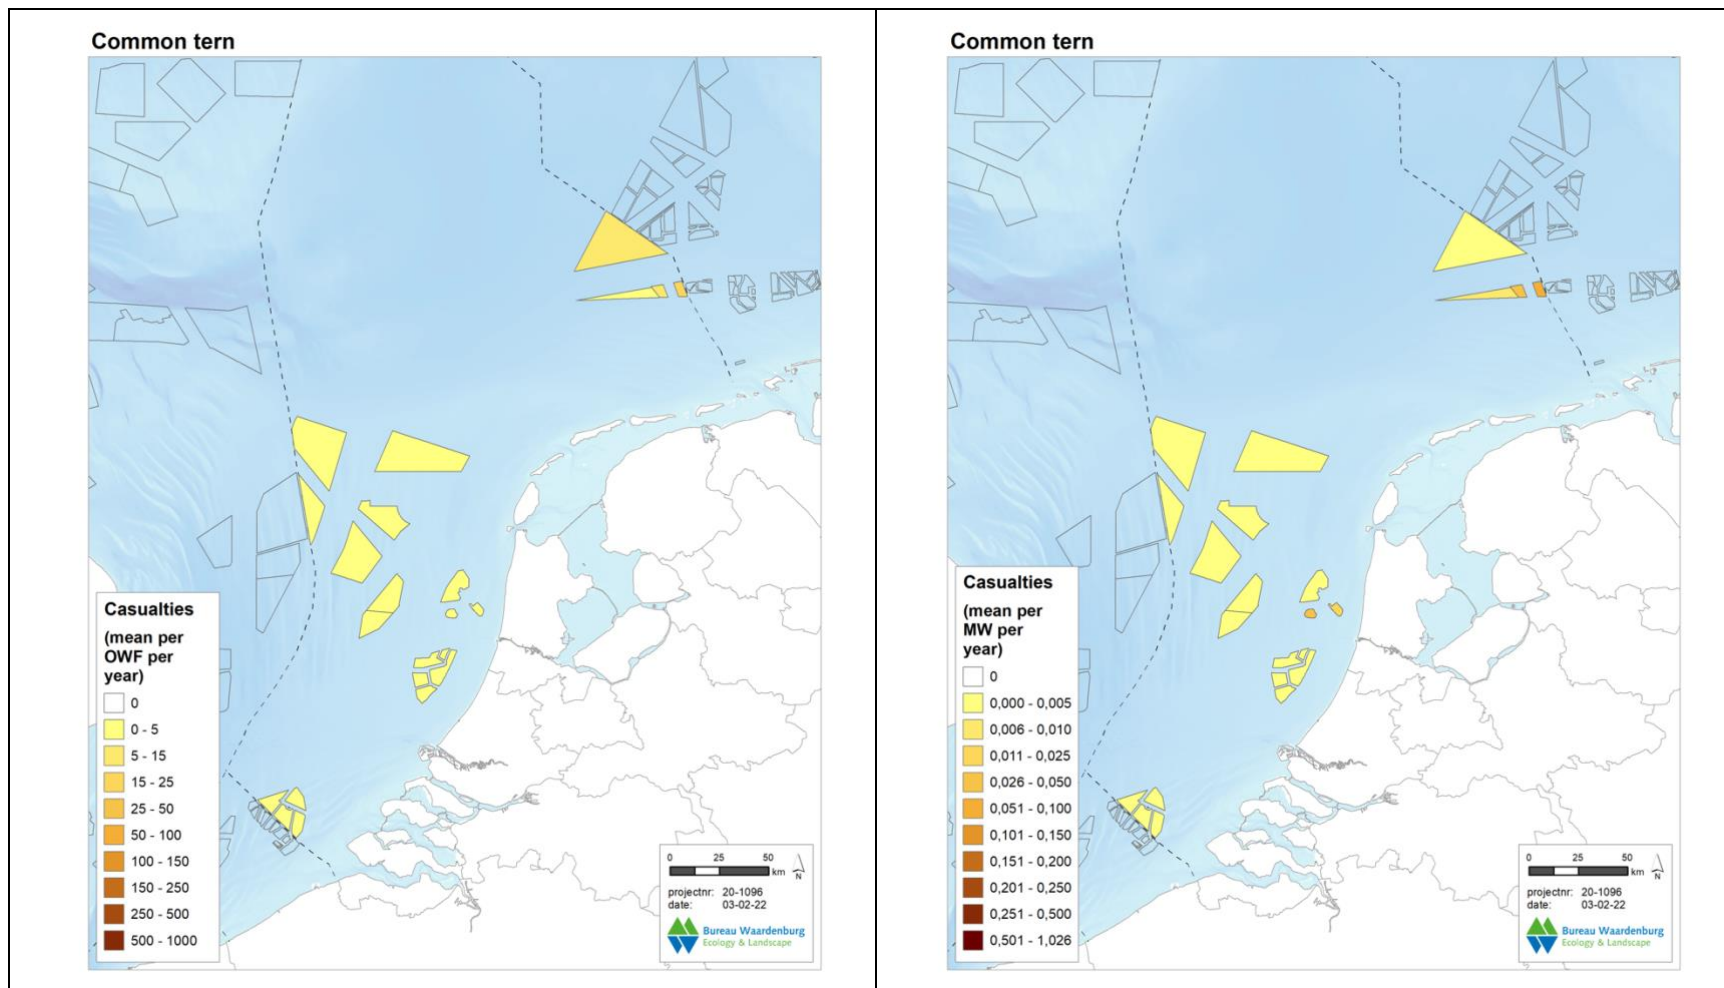 Common tern
Casualties
(mean per
OWF per
year)
0
0 - 5
5 - 15
15 - 25
25 - 50
50 - 100
100 - 150
150 - 250
250 - 500
500 - 1000
0 25 50
km
N
projectnr: 20-1096
date: 03-02-22
Bureau Waardenburg
Ecology & Landscape
Common tern
Casualties
(mean per
MW per
year)
0
0,000 - 0,005
0,006 - 0,010
0,011 - 0,025
0,026 - 0,050
0,051 - 0,100
0,101 - 0,150
0,151 - 0,200
0,201 - 0,250
0,251 - 0,500
0,501 - 1,026
0 25 50
km
N
projectnr: 20-1096
date: 03-02-22
Bureau Waardenburg
Ecology & Landscape